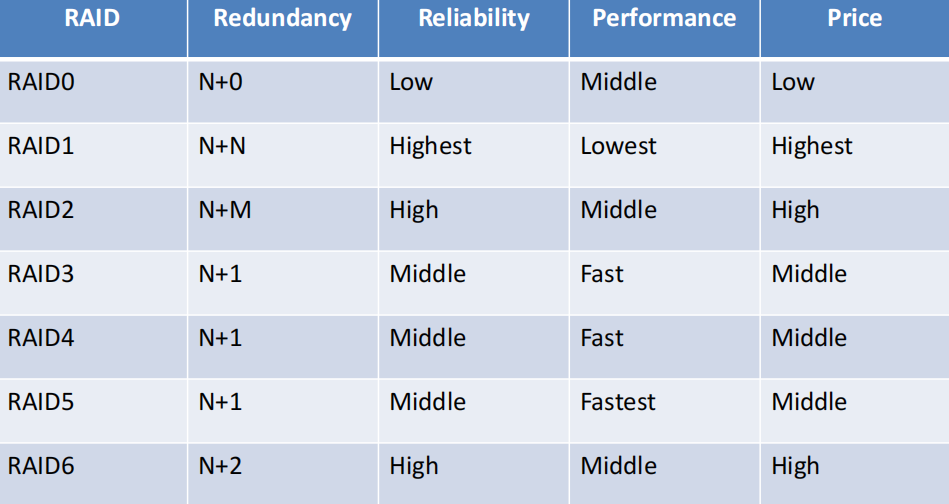 RAID Redundancy Reliability Performance Price
RAID0 N+0 Low Middle Low
RAID1 N+N Highest Lowest Highest
RAID2 N+M High Middle High
RAID3 N+1 Middle Fast Middle
RAID4 N+1 Middle Fast Middle
RAID5 N+1 Middle Fastest Middle
RAID6 N+2 High Middle High